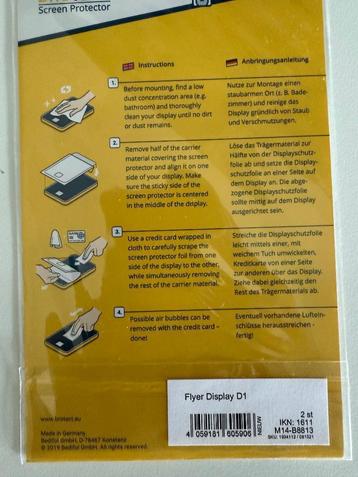 Screen Protector
Instructions
1.
Before mounting, find a low
dust concentration area (e.g.
bathroom) and thoroughly
clean your display until no dirt
or dust remains.
2.
Remove half of the carrier
material covering the screen
protector and align it on one
side of your display. Make
sure the sticky side of the
screen protector is centered
in the middle of the display.
3.
Use a credit card wrapped in
cloth to carefully scrape the
screen protector foil from one
side of the display to the other,
while simultaneously removing
the rest of the carrier material.
4.
Possible air bubbles can be
removed with the credit card –
done!
Anbringungsanleitung
Nutze zur Montage einen
staubarmen Ort (z. B. Bade-
zimmer) und reinige das
Display gründlich von Staub
und Verschmutzungen.
Löse das Trägermaterial zur
Hälfte von der Displayschutz-
folie ab und setze die Display-
schutzfolie an einer Seite auf
dem Display an. Die abge-
zogene Displayschutzfolie
sollte mittig auf dem Display
ausgerichtet sein.
Streiche die Displayschutzfolie
leicht mittels einer, mit
weichem Tuch umwickelten,
Kreditkarte von einer Seite
zur anderen über das Display.
Ziehe dabei gleichzeitig den
Rest des Trägermaterials ab.
Eventuell vorhandene Luftein-
schlüsse herausstreichen -
fertig!
www.brotect.eu
Made in Germany
Bedifol GmbH, D-78467 Konstanz
© 2019 Bedifol GmbH. All rights reserved.
Flyer Display D1
4 059181 605906
NIEUW
2 st
IKN: 1611
M14-B8813
SKU: 1934112 / 081321